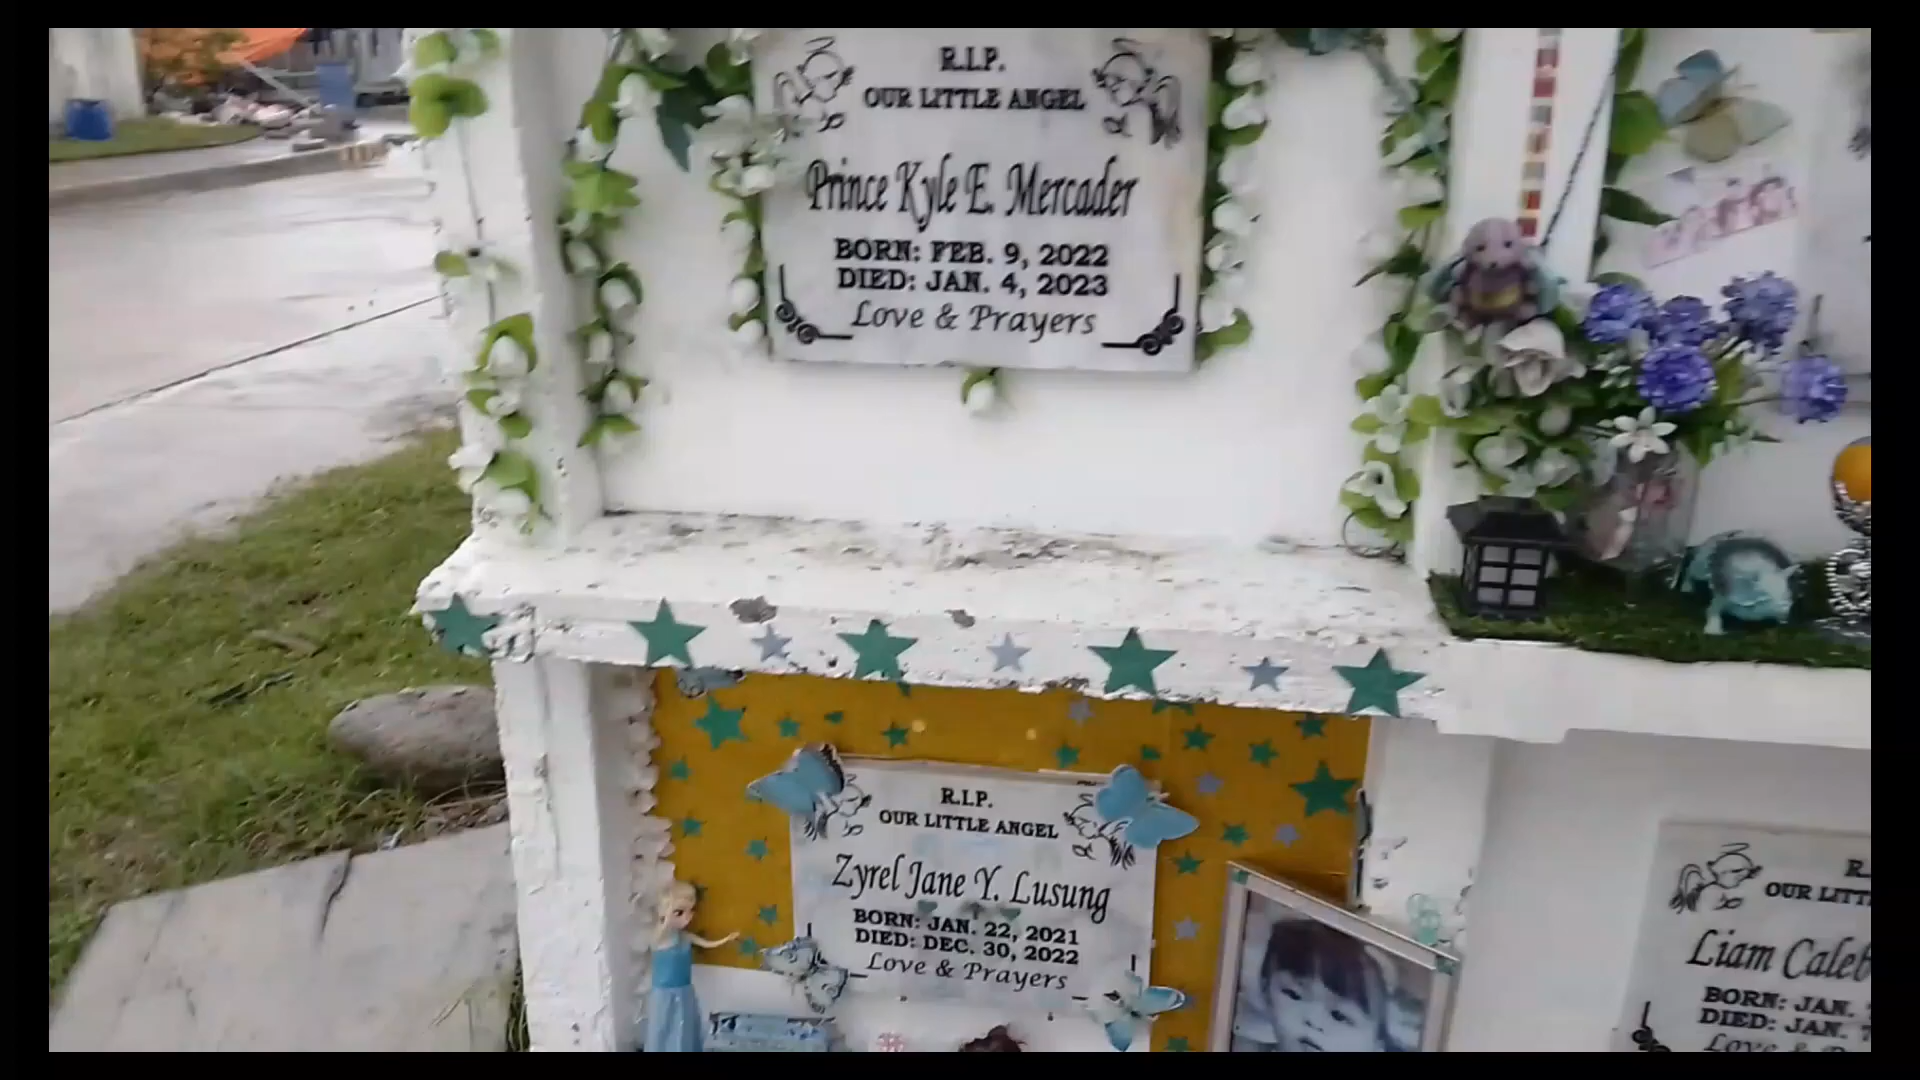 R.I.P.
OUR LITTLE ANGEL
Prince Kyle E. Mercader
BORN: FEB. 9, 2022
DIED: JAN. 4, 2023
Love & Prayers
R.I.P.
OUR LITTLE ANGEL
Zyrel Jane Y. Lusung
BORN: JAN. 22, 2021
DIED: DEC. 30, 2022
Love & Prayers
R.
OUR LITT
Liam Caleb
BORN: JAN.
DIED: JAN. 7
Love & P